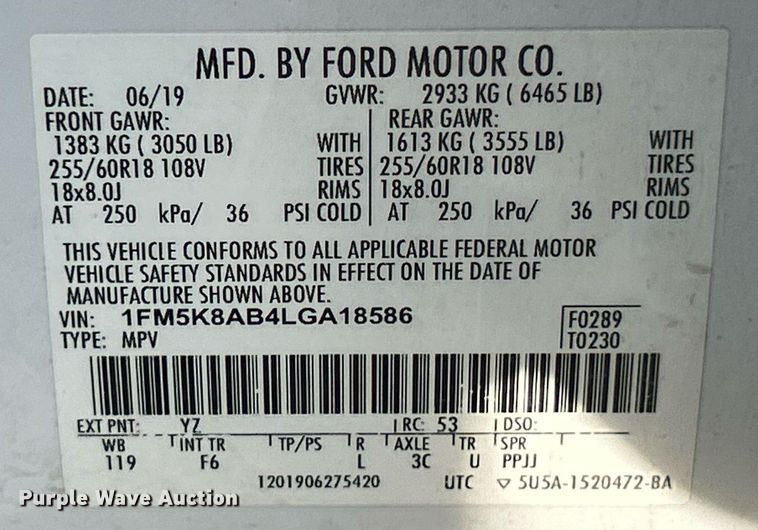 MFD. BY FORD MOTOR CO.
DATE: 06/19 GVWR: 2933 KG ( 6465 LB)
FRONT GAWR: REAR GAWR:
1383 KG ( 3050 LB) WITH 1613 KG ( 3555 LB) WITH
255/60R18 108V TIRES 255/60R18 108V TIRES
18x8.0J RIMS 18x8.0J RIMS
AT 250 kPa/ 36 PSI COLD AT 250 kPa/ 36 PSI COLD
THIS VEHICLE CONFORMS TO ALL APPLICABLE FEDERAL MOTOR
VEHICLE SAFETY STANDARDS IN EFFECT ON THE DATE OF
MANUFACTURE SHOWN ABOVE.
VIN: 1FM5K8AB4LGA18586 F0289
TYPE: MPV T0230
EXT PNT: YZ RC: 53 DSO:
WB INT TR TP/PS R AXLE TR SPR
119 F6 L 3C U PPJJ
1201906275420 UTC ▽ 5U5A-1520472-BA
Purple Wave Auction